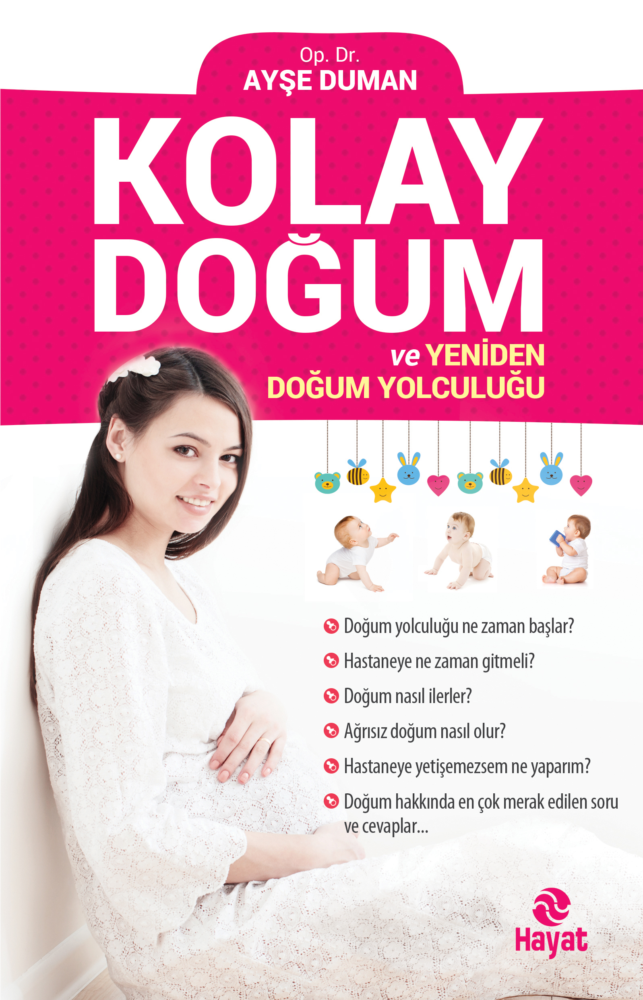 Op. Dr.
AYŞE DUMAN
KOLAY
DOĞUM
ve YENİDEN
DOĞUM YOLCULUĞU
Doğum yolculuğu ne zaman başlar?
Hastaneye ne zaman gitmeli?
Doğum nasıl ilerler?
Ağrısız doğum nasıl olur?
Hastaneye yetişemezsem ne yaparım?
Doğum hakkında en çok merak edilen soru
ve cevaplar...
Hayat